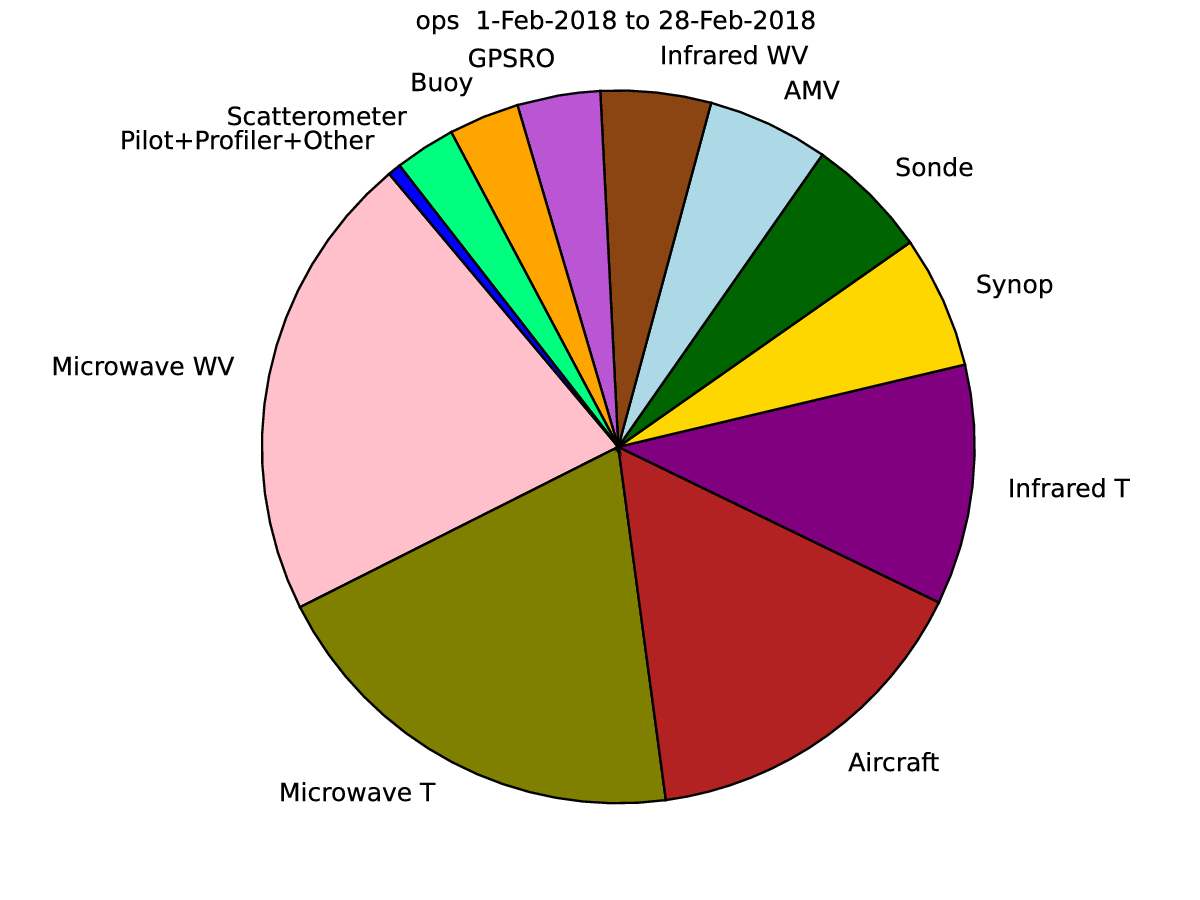 ops  1-Feb-2018 to 28-Feb-2018
Infrared WV
GPSRO
Buoy
AMV
Scatterometer
Pilot+Profiler+Other
Sonde
Synop
Microwave WV
Infrared T
Aircraft
Microwave T